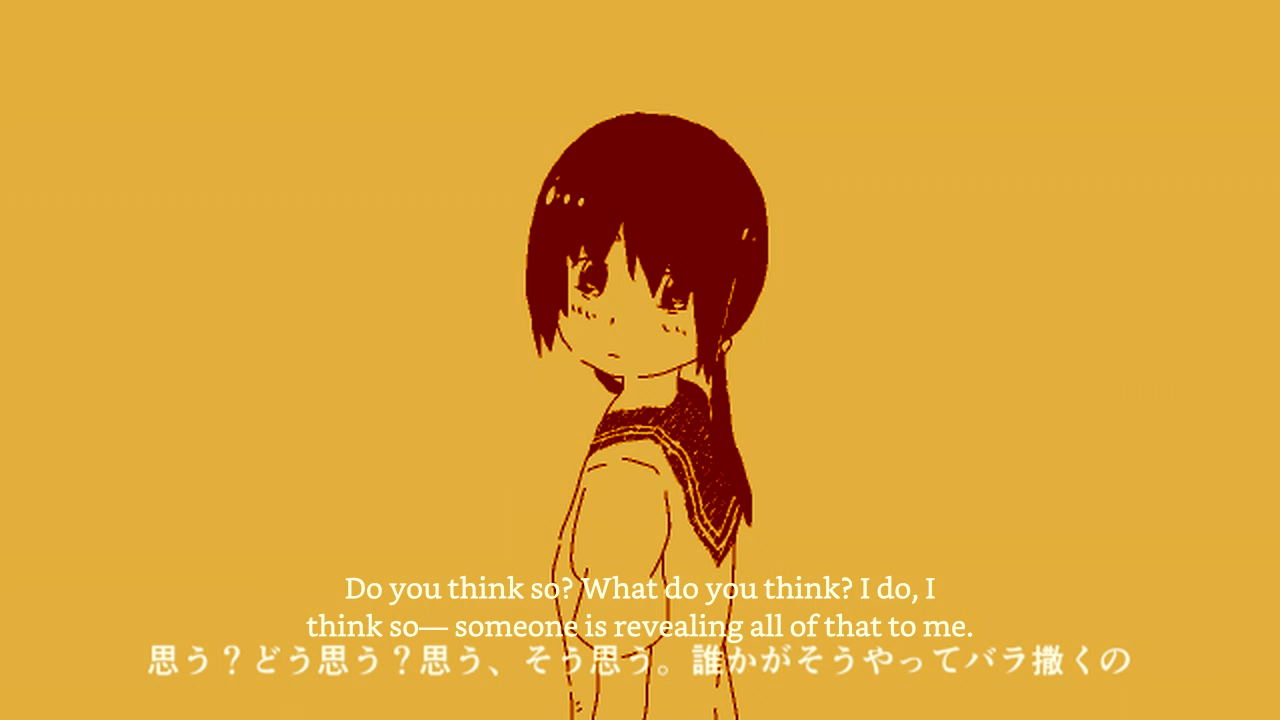 Do you think so? What do you think? I do, I
think so— someone is revealing all of that to me.
思う？どう思う？思う、そう思う。誰かがそうやってバラ撒くの